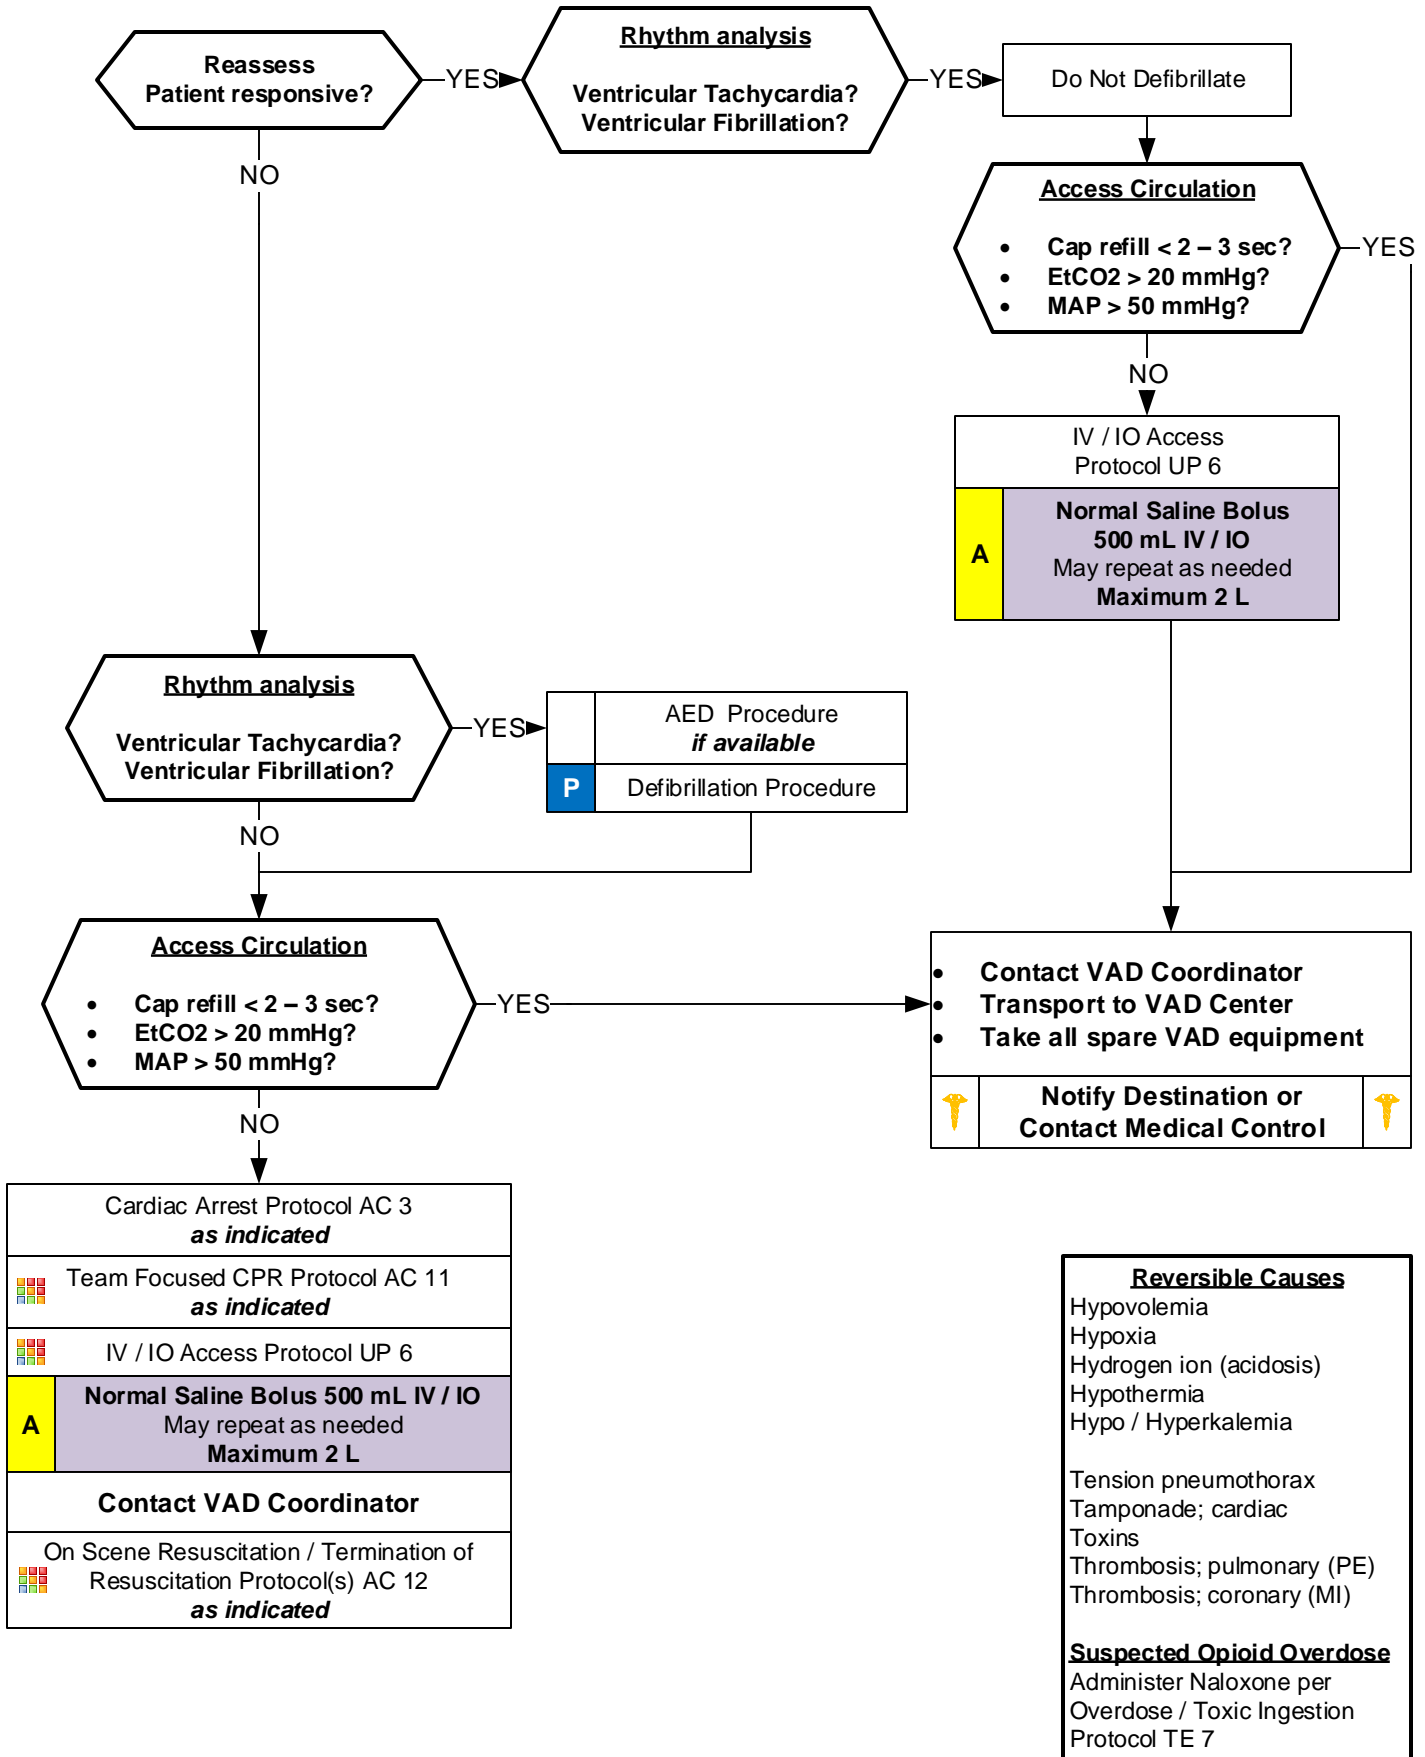 Reassess
Patient responsive?
YES
Rhythm analysis
Ventricular Tachycardia?
Ventricular Fibrillation?
YES
Do Not Defibrillate
NO
Access Circulation
• Cap refill < 2 – 3 sec?
• EtCO2 > 20 mmHg?
• MAP > 50 mmHg?
YES
NO
IV / IO Access
Protocol UP 6
A
Normal Saline Bolus
500 mL IV / IO
May repeat as needed
Maximum 2 L
Rhythm analysis
Ventricular Tachycardia?
Ventricular Fibrillation?
YES
AED Procedure
if available
P
Defibrillation Procedure
NO
Access Circulation
• Cap refill < 2 – 3 sec?
• EtCO2 > 20 mmHg?
• MAP > 50 mmHg?
YES
• Contact VAD Coordinator
• Transport to VAD Center
• Take all spare VAD equipment
Notify Destination or
Contact Medical Control
NO
Cardiac Arrest Protocol AC 3
as indicated
Team Focused CPR Protocol AC 11
as indicated
IV / IO Access Protocol UP 6
A
Normal Saline Bolus 500 mL IV / IO
May repeat as needed
Maximum 2 L
Contact VAD Coordinator
On Scene Resuscitation / Termination of
Resuscitation Protocol(s) AC 12
as indicated
Reversible Causes
Hypovolemia
Hypoxia
Hydrogen ion (acidosis)
Hypothermia
Hypo / Hyperkalemia
Tension pneumothorax
Tamponade; cardiac
Toxins
Thrombosis; pulmonary (PE)
Thrombosis; coronary (MI)
Suspected Opioid Overdose
Administer Naloxone per
Overdose / Toxic Ingestion
Protocol TE 7